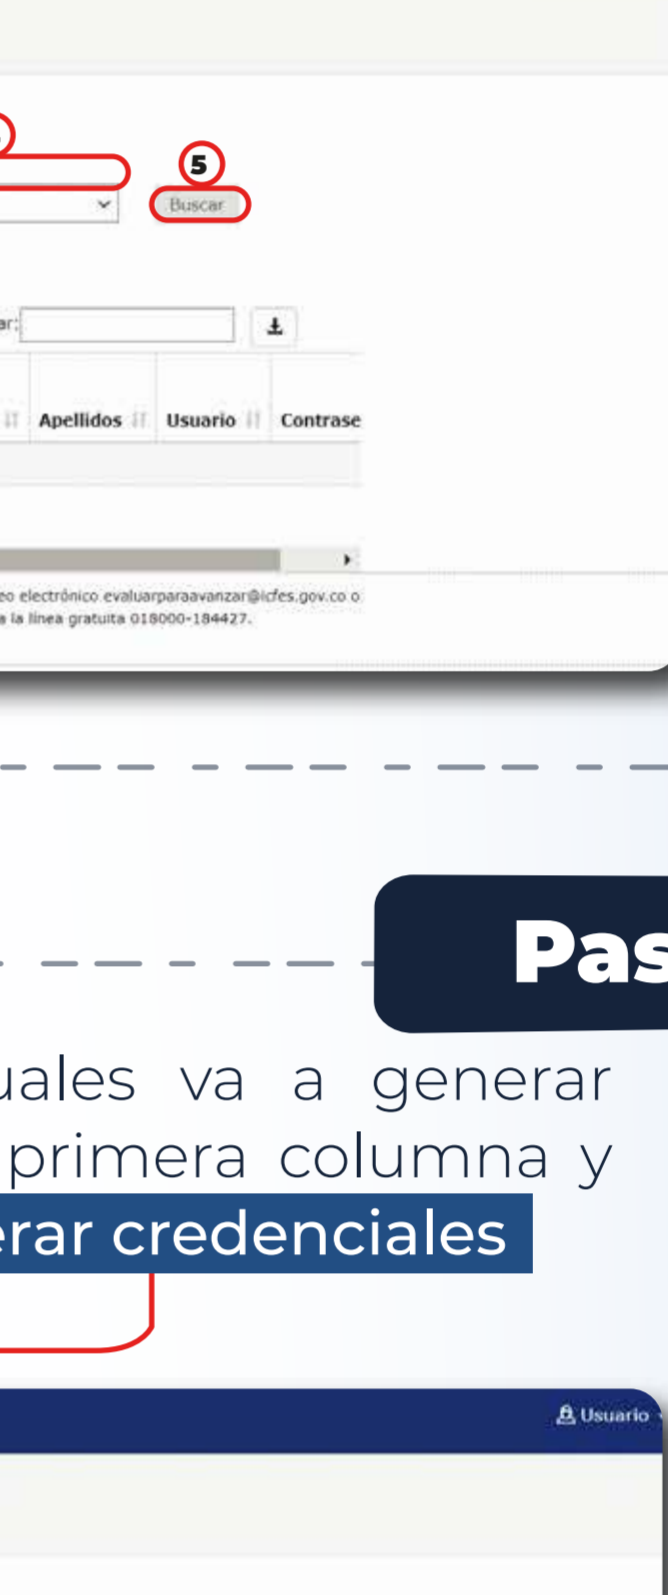 5
Buscar
ar:
Apellidos Usuario Contrase
eo electrónico evaluarparaavanzar@icfes.gov.co o
a la línea gratuita 018000-184427.
Pas
uales va a generar
primera columna y
erar credenciales
Usuario